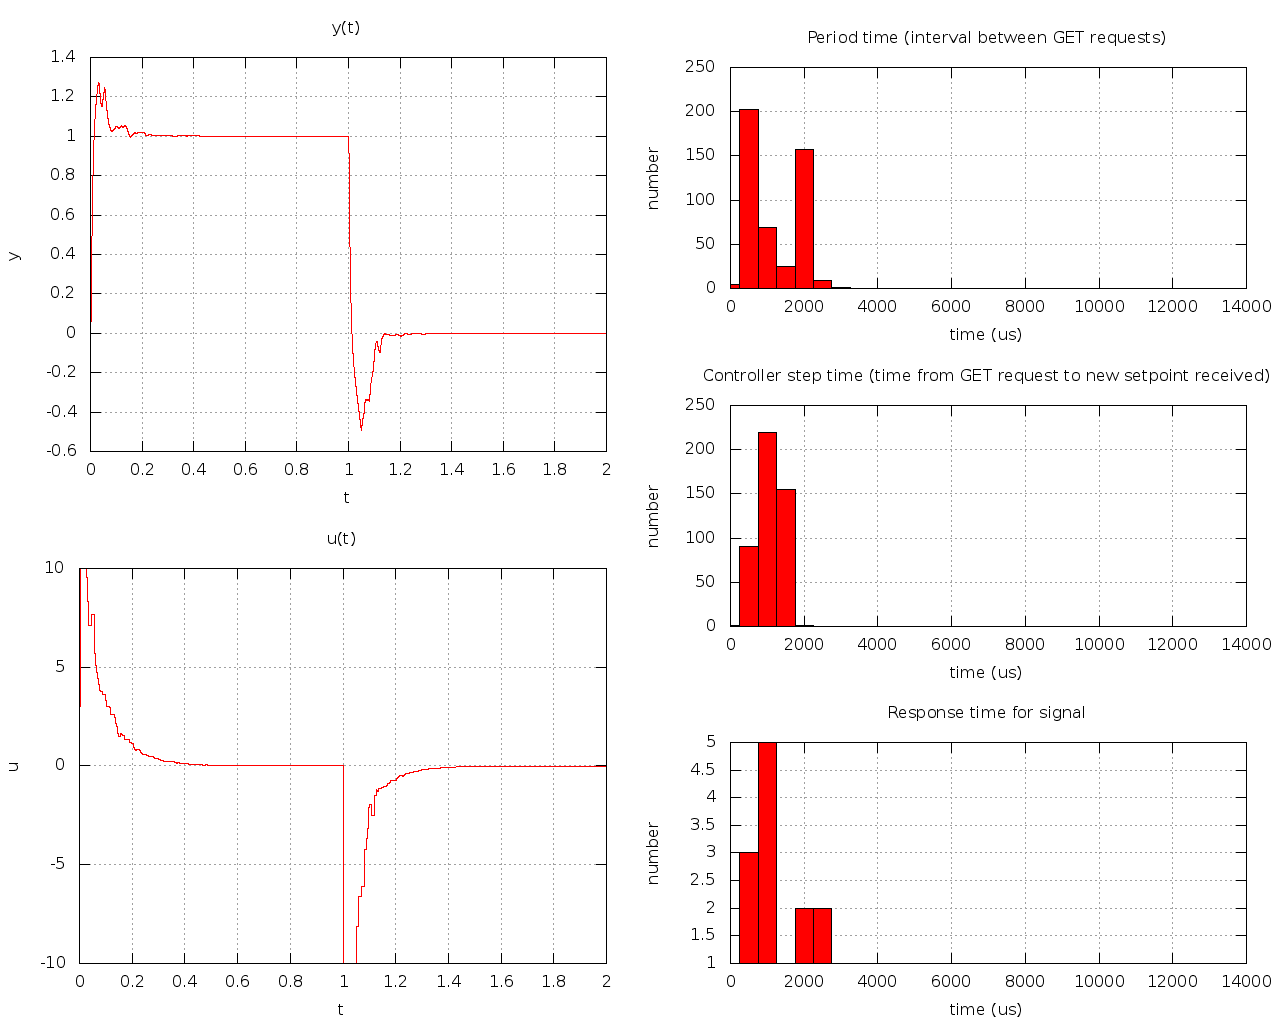 y(t)
1.4
1.2
1
0.8
0.6
0.4
0.2
0
-0.2
-0.4
-0.6
y
0 0.2 0.4 0.6 0.8 1 1.2 1.4 1.6 1.8 2
t
u(t)
10
5
0
-5
-10
u
0 0.2 0.4 0.6 0.8 1 1.2 1.4 1.6 1.8 2
t
Period time (interval between GET requests)
250
200
150
100
50
0
number
0 2000 4000 6000 8000 10000 12000 14000
time (us)
Controller step time (time from GET request to new setpoint received)
250
200
150
100
50
0
number
0 2000 4000 6000 8000 10000 12000 14000
time (us)
Response time for signal
5
4.5
4
3.5
3
2.5
2
1.5
1
number
0 2000 4000 6000 8000 10000 12000 14000
time (us)